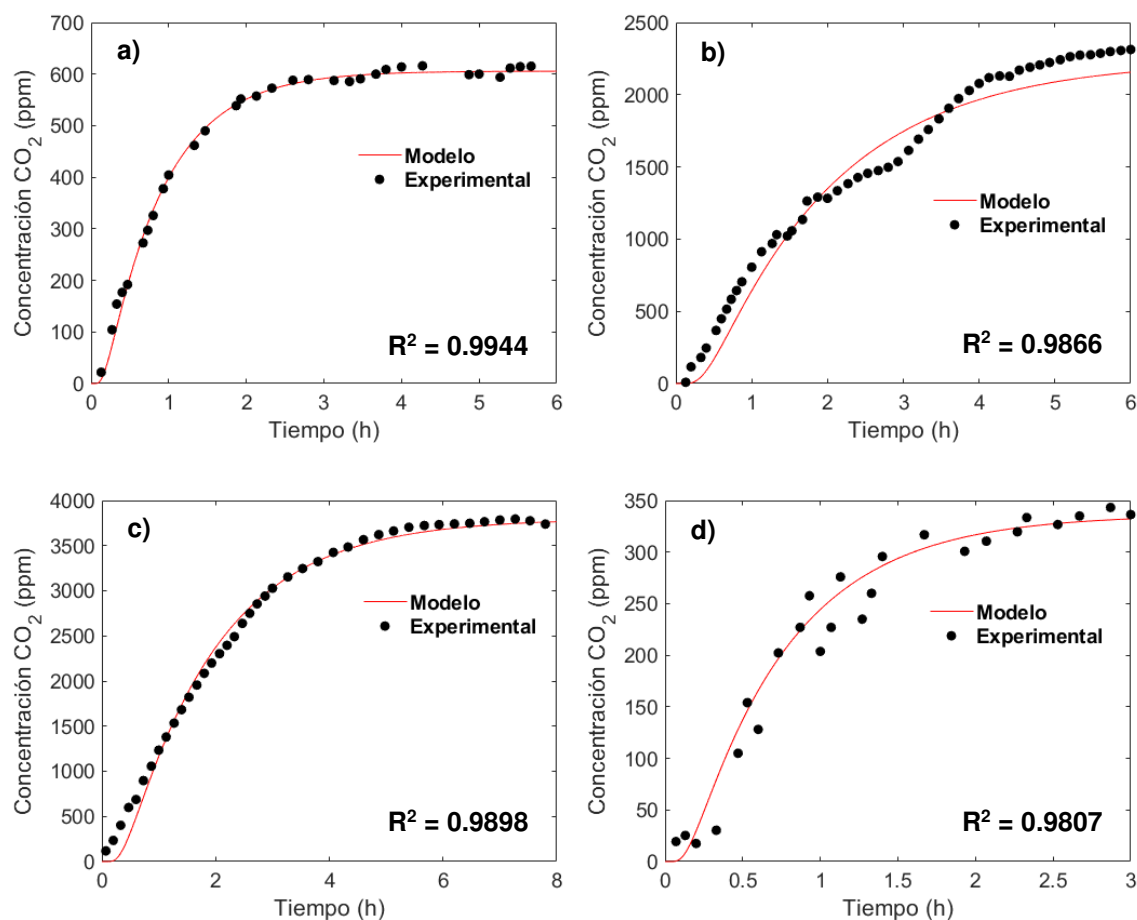 a)
Concentración CO2 (ppm)
700
600
500
400
300
200
100
0
Modelo
Experimental
R2 = 0.9944
0 1 2 3 4 5 6
Tiempo (h)
b)
Concentración CO2 (ppm)
2500
2000
1500
1000
500
0
Modelo
Experimental
R2 = 0.9866
0 1 2 3 4 5 6
Tiempo (h)
c)
Concentración CO2 (ppm)
4000
3500
3000
2500
2000
1500
1000
500
0
Modelo
Experimental
R2 = 0.9898
0 2 4 6 8
Tiempo (h)
d)
Concentración CO2 (ppm)
350
300
250
200
150
100
50
0
Modelo
Experimental
R2 = 0.9807
0 0.5 1 1.5 2 2.5 3
Tiempo (h)